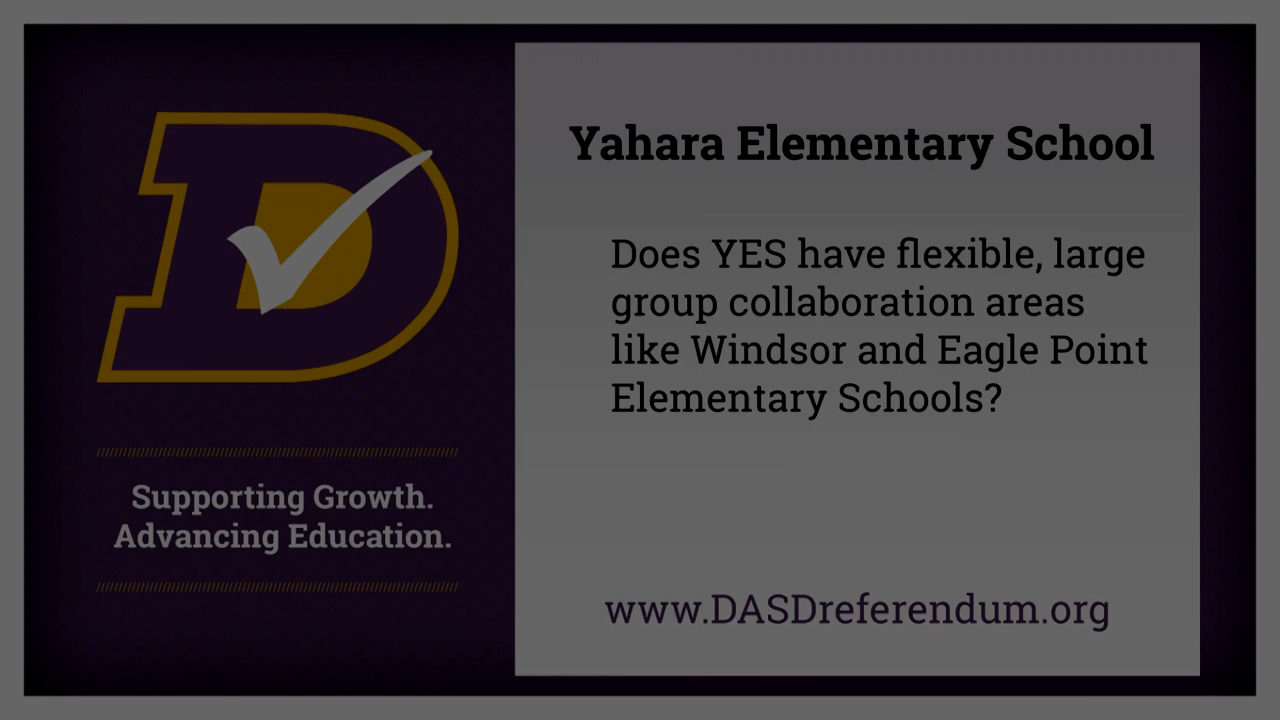 Yahara Elementary School
Does YES have flexible, large
group collaboration areas
like Windsor and Eagle Point
Elementary Schools?
www.DASDreferendum.org
D
Supporting Growth.
Advancing Education.